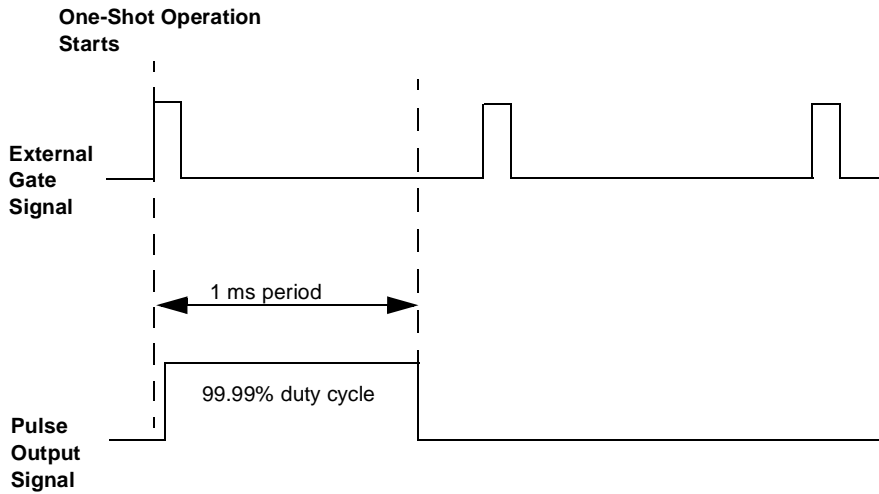 One-Shot Operation
Starts
External
Gate
Signal
1 ms period
99.99% duty cycle
Pulse
Output
Signal